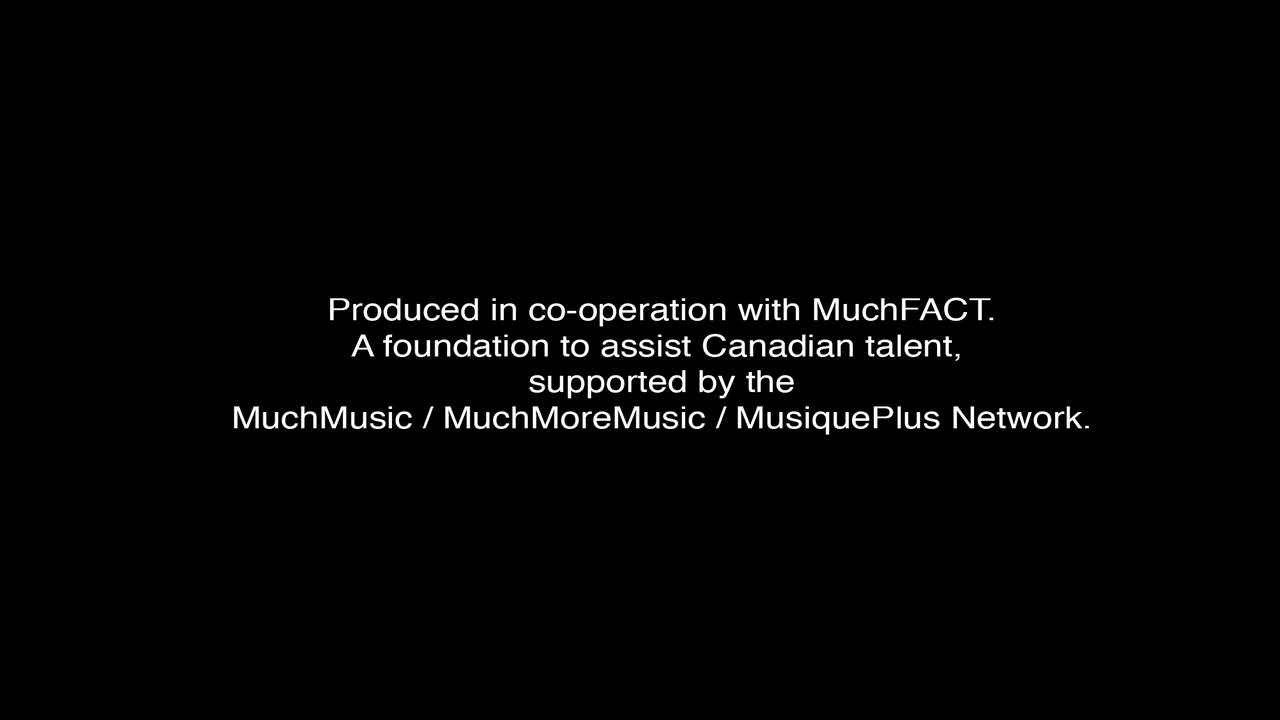 Produced in co-operation with MuchFACT.
A foundation to assist Canadian talent,
supported by the
MuchMusic / MuchMoreMusic / MusiquePlus Network.